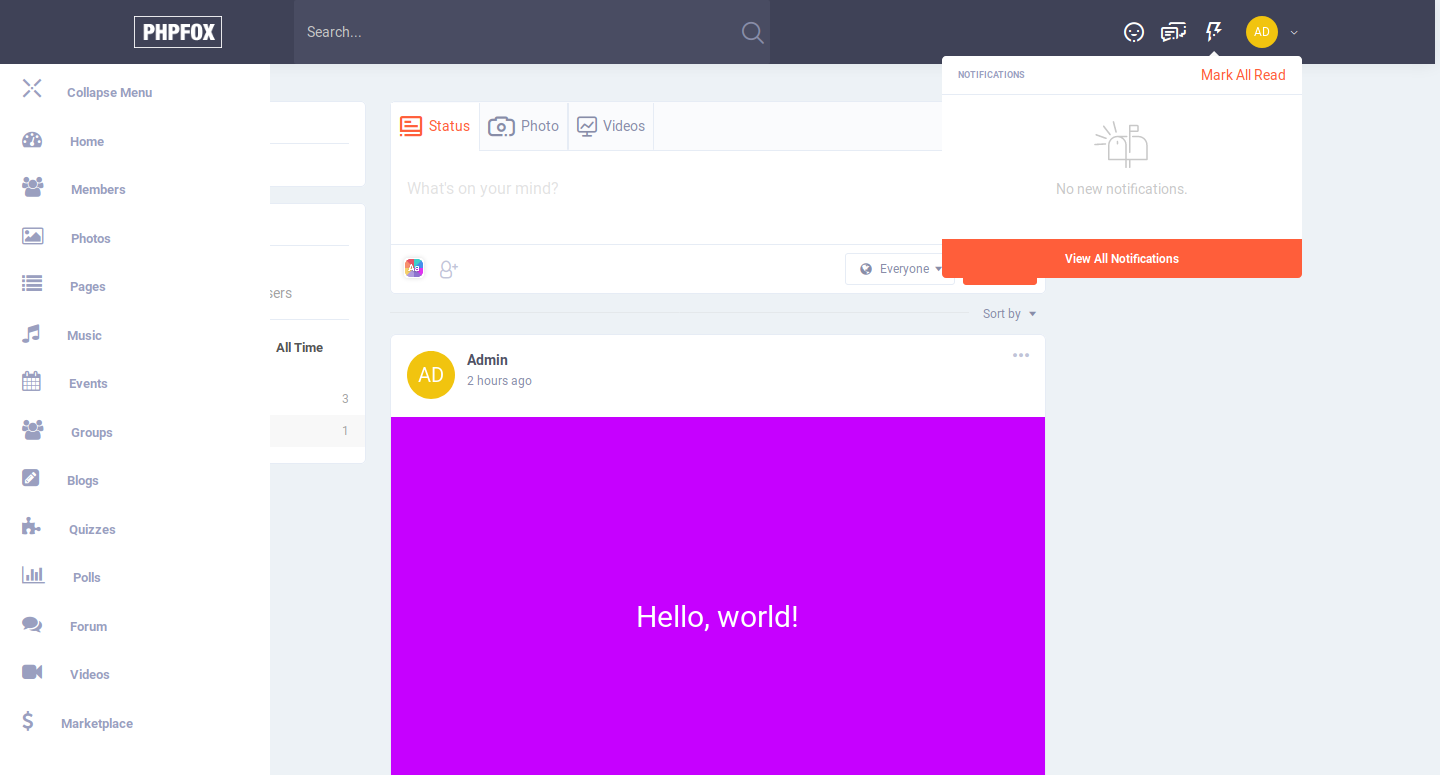 PHPFOX
Search...
AD
NOTIFICATIONS
Mark All Read
No new notifications.
View All Notifications
Collapse Menu
Home
Members
Photos
Pages
Music
Events
Groups
Blogs
Quizzes
Polls
Forum
Videos
Marketplace
sers
All Time
3
1
Status
Photo
Videos
What's on your mind?
Aa
Everyone
Sort by
AD
Admin
2 hours ago
Hello, world!